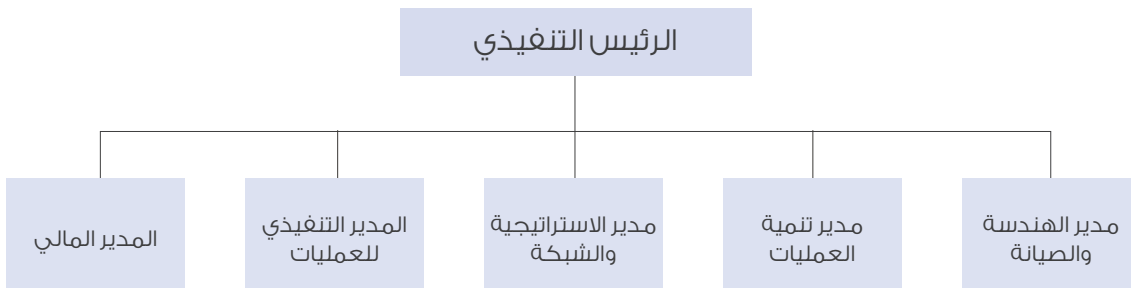 الرئيس التنفيذي
مدير الهندسة
والصيانة
مدير تنمية
العمليات
مدير الاستراتيجية
والشبكة
المدير التنفيذي
للعمليات
المدير المالي